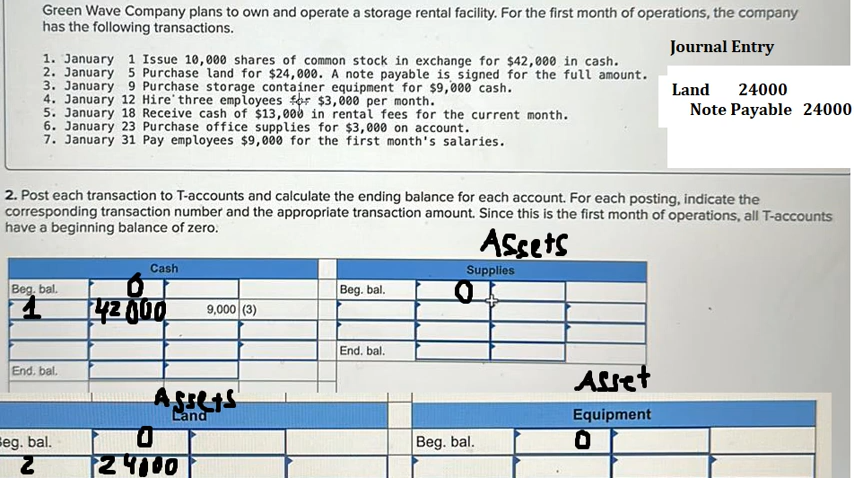 Green Wave Company plans to own and operate a storage rental facility. For the first month of operations, the company
has the following transactions.
1. January 1 Issue 10,000 shares of common stock in exchange for $42,000 in cash.
2. January 5 Purchase land for $24,000. A note payable is signed for the full amount.
3. January 9 Purchase storage container equipment for $9,000 cash.
4. January 12 Hire three employees for $3,000 per month.
5. January 18 Receive cash of $13,000 in rental fees for the current month.
6. January 23 Purchase office supplies for $3,000 on account.
7. January 31 Pay employees $9,000 for the first month's salaries.
Journal Entry
Land 24000
Note Payable 24000
2. Post each transaction to T-accounts and calculate the ending balance for each account. For each posting, indicate the
corresponding transaction number and the appropriate transaction amount. Since this is the first month of operations, all T-accounts
have a beginning balance of zero.
Assets
Cash
Beg. bal. 0
1 42000 9,000 (3)
End. bal.
Supplies
Beg. bal. 0
End. bal.
Assets
Land
Beg. bal. 0
2 24000
Asset
Equipment
Beg. bal. 0